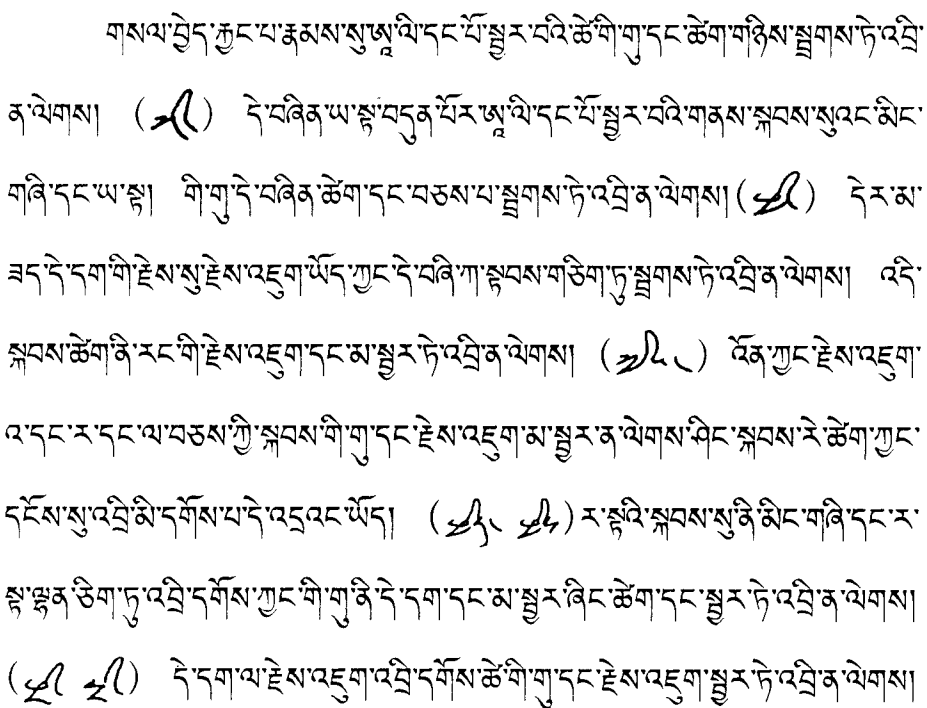 གསལ་བྱེད་རྐྱང་པ་རྣམས་སུ་ཨཱ་ལི་དང་པོ་སྦྱར་བའི་ཚེ་གི་གུ་དང་ཚེག་གཉིས་སྦྲགས་ཏེ་འབྲི་
ན་ལེགས། ( ) དེ་བཞིན་ཡ་སྟ་བདུན་པོར་ཨཱ་ལི་དང་པོ་སྦྱར་བའི་གནས་སྐབས་སུའང་མིང་
གཞི་དང་ཡ་སྟ། གི་གུ་དེ་བཞིན་ཚེག་དང་བཅས་པ་སྦྲགས་ཏེ་འབྲི་ན་ལེགས། ( ) དེར་མ་
ཟད་དེ་དག་གི་རྗེས་སུ་རྗེས་འཇུག་ཡོད་ཀྱང་དེ་བཞི་ཀ་སྟབས་གཅིག་ཏུ་སྦྲགས་ཏེ་འབྲི་ན་ལེགས། འདི་
སྐབས་ཚེག་ནི་རང་གི་རྗེས་འཇུག་དང་མ་སྦྱར་ཏེ་འབྲི་ན་ལེགས། ( ) འོན་ཀྱང་རྗེས་འཇུག་
འ་དང་ར་དང་ལ་བཅས་ཀྱི་སྐབས་གི་གུ་དང་རྗེས་འཇུག་མ་སྦྱར་ན་ལེགས་ཤིང་སྐབས་རེ་ཚེག་ཀྱང་
དངོས་སུ་འབྲི་མི་དགོས་པ་དེ་འདྲའང་ཡོད། ( ) ར་སྟའི་སྐབས་སུ་ནི་མིང་གཞི་དང་ར་
སྟ་ལྷན་ཅིག་ཏུ་འབྲི་དགོས་ཀྱང་གི་གུ་ནི་དེ་དག་དང་མ་སྦྱར་ཞིང་ཚེག་དང་སྦྱར་ཏེ་འབྲི་ན་ལེགས།
( ) དེ་དག་ལ་རྗེས་འཇུག་འབྲི་དགོས་ཚེ་གི་གུ་དང་རྗེས་འཇུག་སྦྱར་ཏེ་འབྲི་ན་ལེགས།